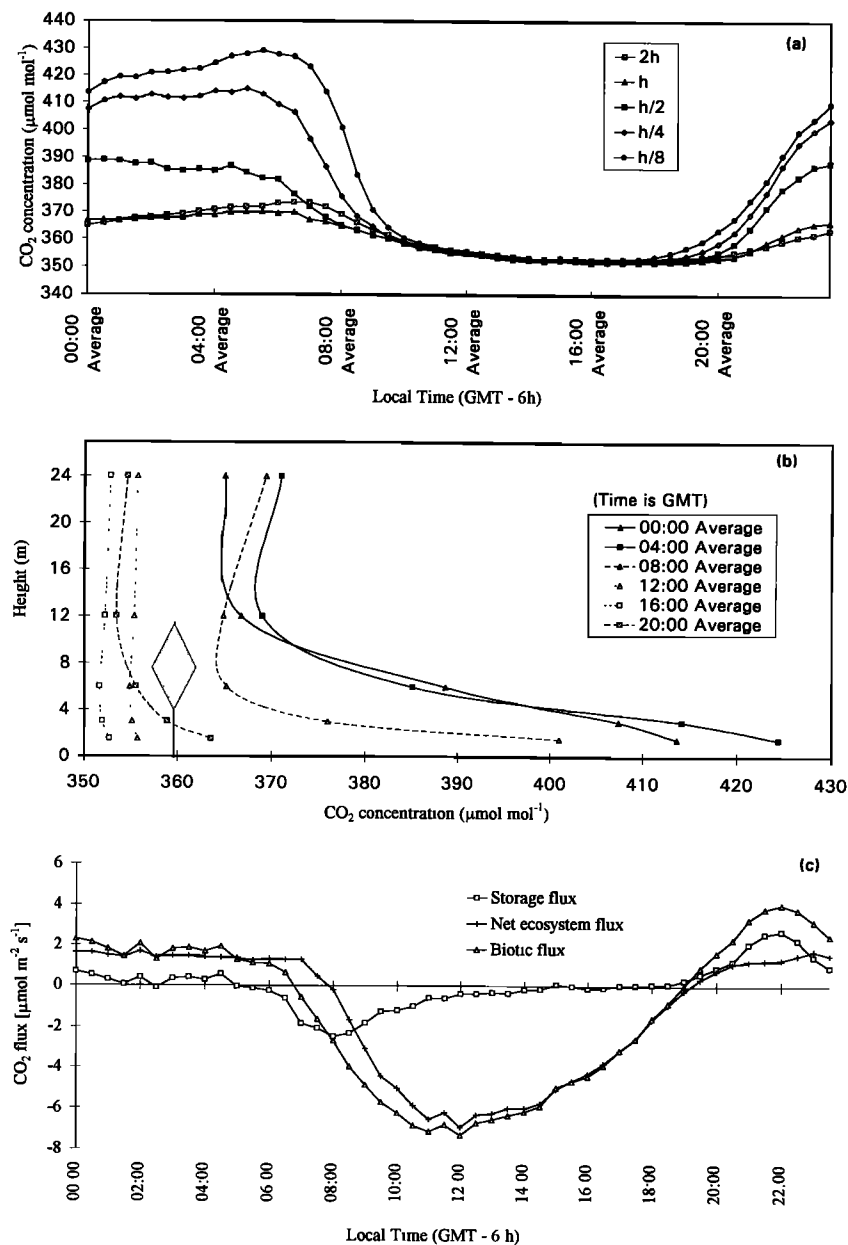 (a)
440
430
420
410
400
390
380
370
360
350
340
CO₂ concentration (μmol mol⁻¹)
2h
h
h/2
h/4
h/8
00:00 Average
04:00 Average
08:00 Average
12:00 Average
16:00 Average
20:00 Average
Local Time (GMT - 6h)
(b)
24
20
16
12
8
4
0
Height (m)
(Time is GMT)
00:00 Average
04:00 Average
08:00 Average
12:00 Average
16:00 Average
20:00 Average
350 360 370 380 390 400 410 420 430
CO₂ concentration (μmol mol⁻¹)
(c)
6
4
2
0
-2
-4
-6
-8
CO₂ flux [μmol m⁻² s⁻¹]
Storage flux
Net ecosystem flux
Biotic flux
00 00 02:00 04:00 06:00 08:00 10:00 12 00 14:00 16:00 18:00 20:00 22:00
Local Time (GMT - 6 h)